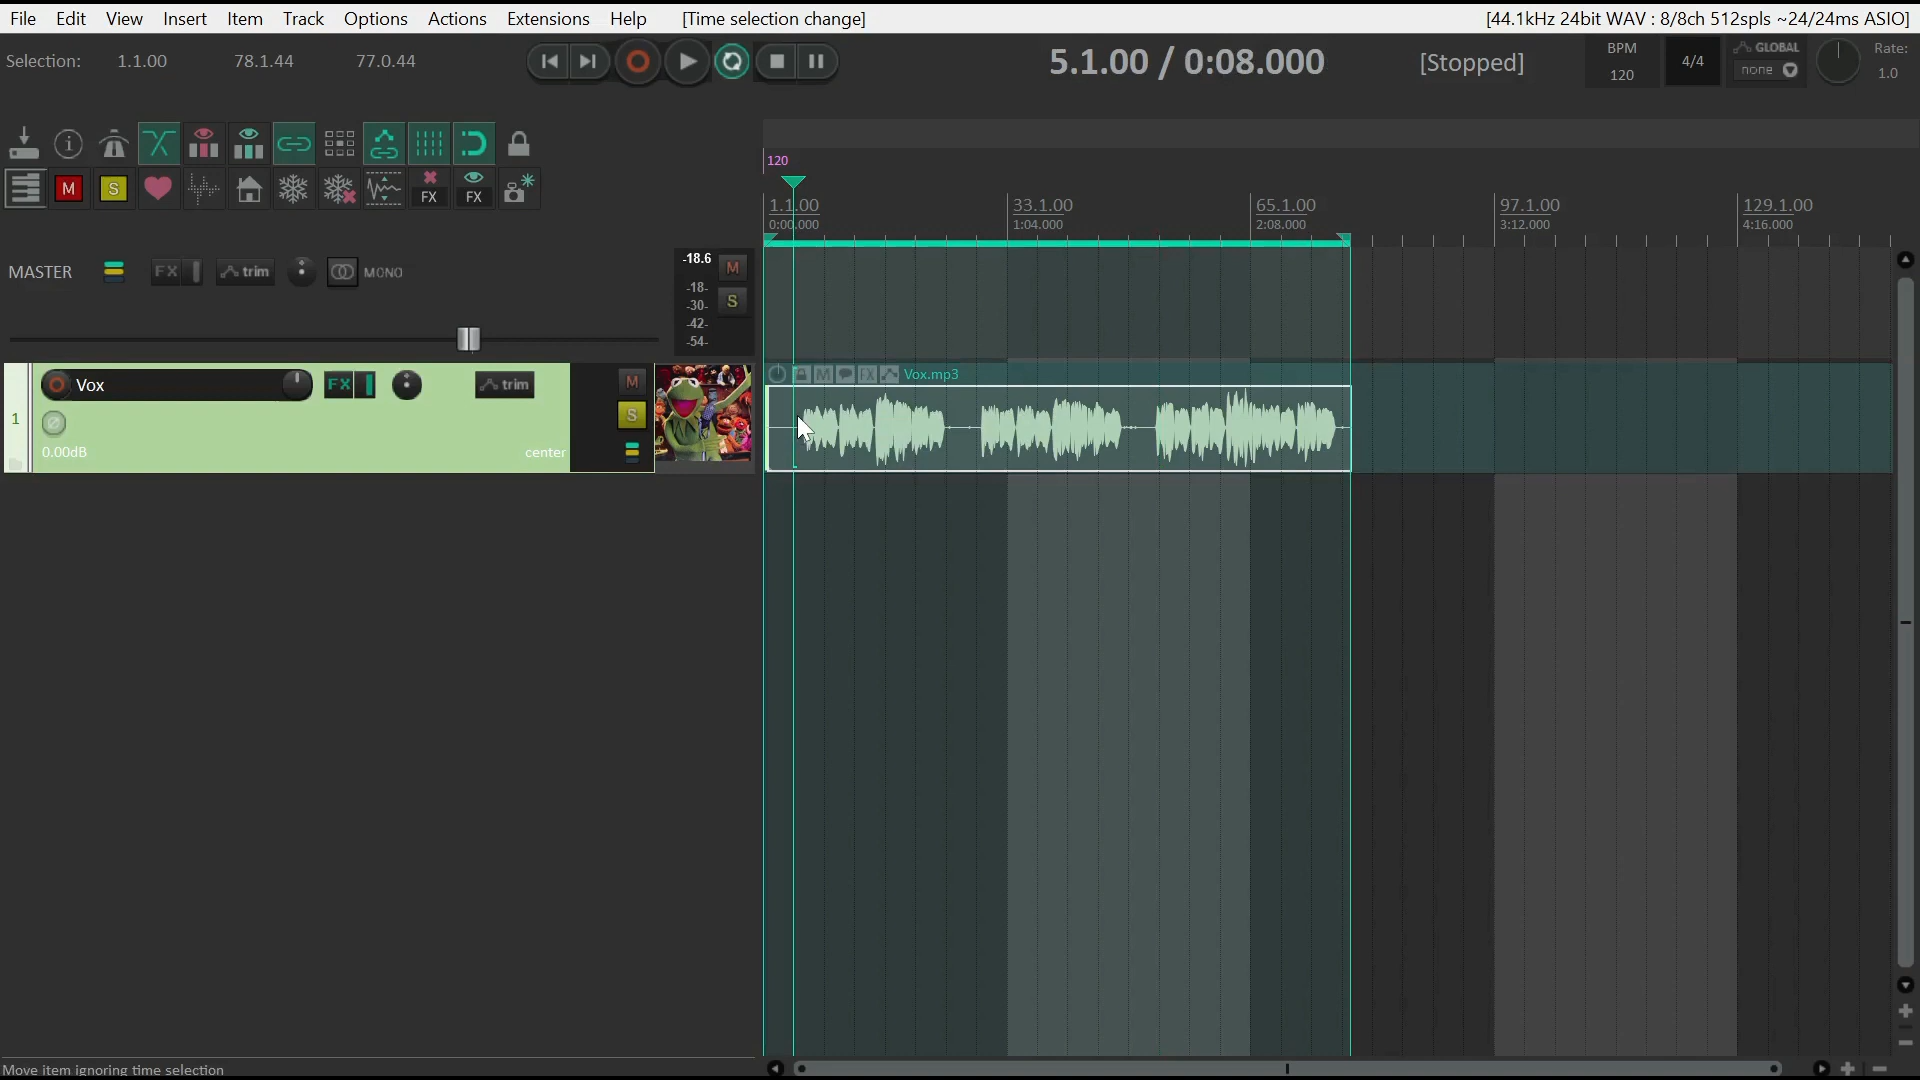 File Edit View Insert Item Track Options Actions Extensions Help [Time selection change] [44.1kHz 24bit WAV : 8/8ch 512spls ~24/24ms ASIO]
Selection: 1.1.00 78.1.44 77.0.44 5.1.00 / 0:08.000 [Stopped] BPM 120 4/4 GLOBAL none Rate: 1.0
M S FX FX
120
1.1.00 33.1.00 65.1.00 97.1.00 129.1.00
0:00.000 1:04.000 2:08.000 3:12.000 4:16.000
MASTER FX trim MONO -18.6 M
-18- S
-30-
-42-
-54-
1 Vox FX trim M
S
0.00dB center
M FX Vox.mp3
Move item ignoring time selection